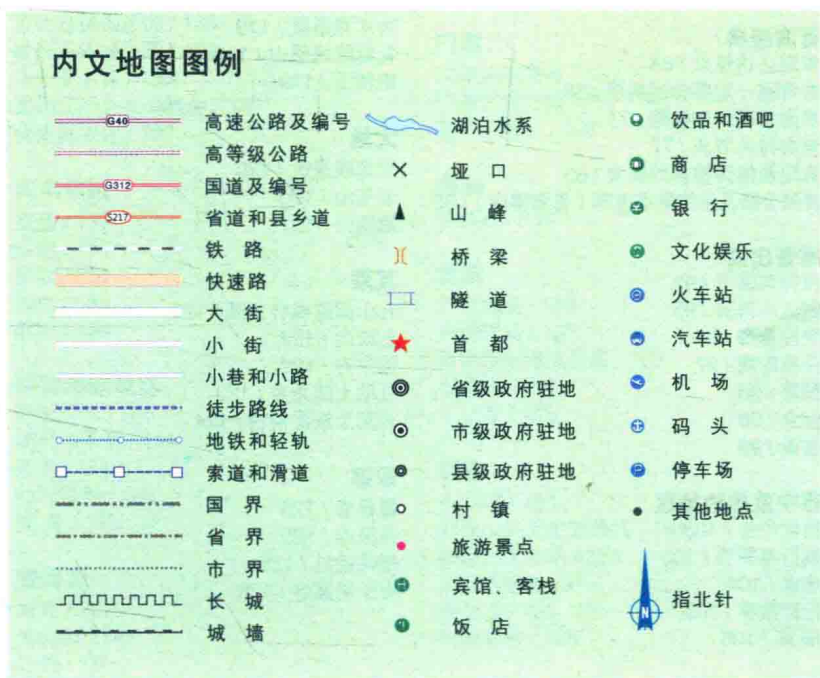 内文地图图例
G40 高速公路及编号
高等级公路
G312 国道及编号
S217 省道和县乡道
铁 路
快速路
大 街
小 街
小巷和小路
徒步路线
地铁和轻轨
索道和滑道
国 界
省 界
市 界
长 城
城 墙
湖泊水系
垭 口
山 峰
桥 梁
隧 道
首 都
省级政府驻地
市级政府驻地
县级政府驻地
村 镇
旅游景点
宾馆、客栈
饭 店
饮品和酒吧
商 店
银 行
文化娱乐
火车站
汽车站
机 场
码 头
停车场
其他地点
N 指北针